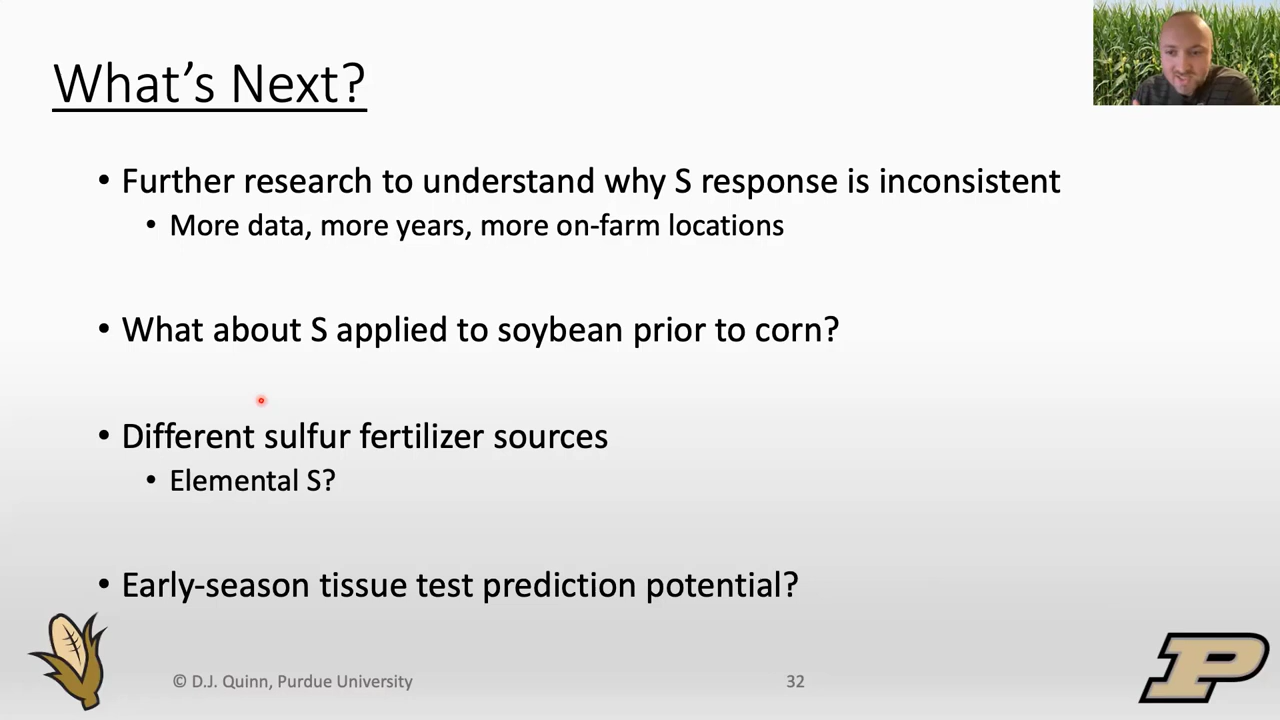 What's Next?
• Further research to understand why S response is inconsistent
• More data, more years, more on-farm locations
• What about S applied to soybean prior to corn?
• Different sulfur fertilizer sources
• Elemental S?
• Early-season tissue test prediction potential?
© D.J. Quinn, Purdue University
32
P